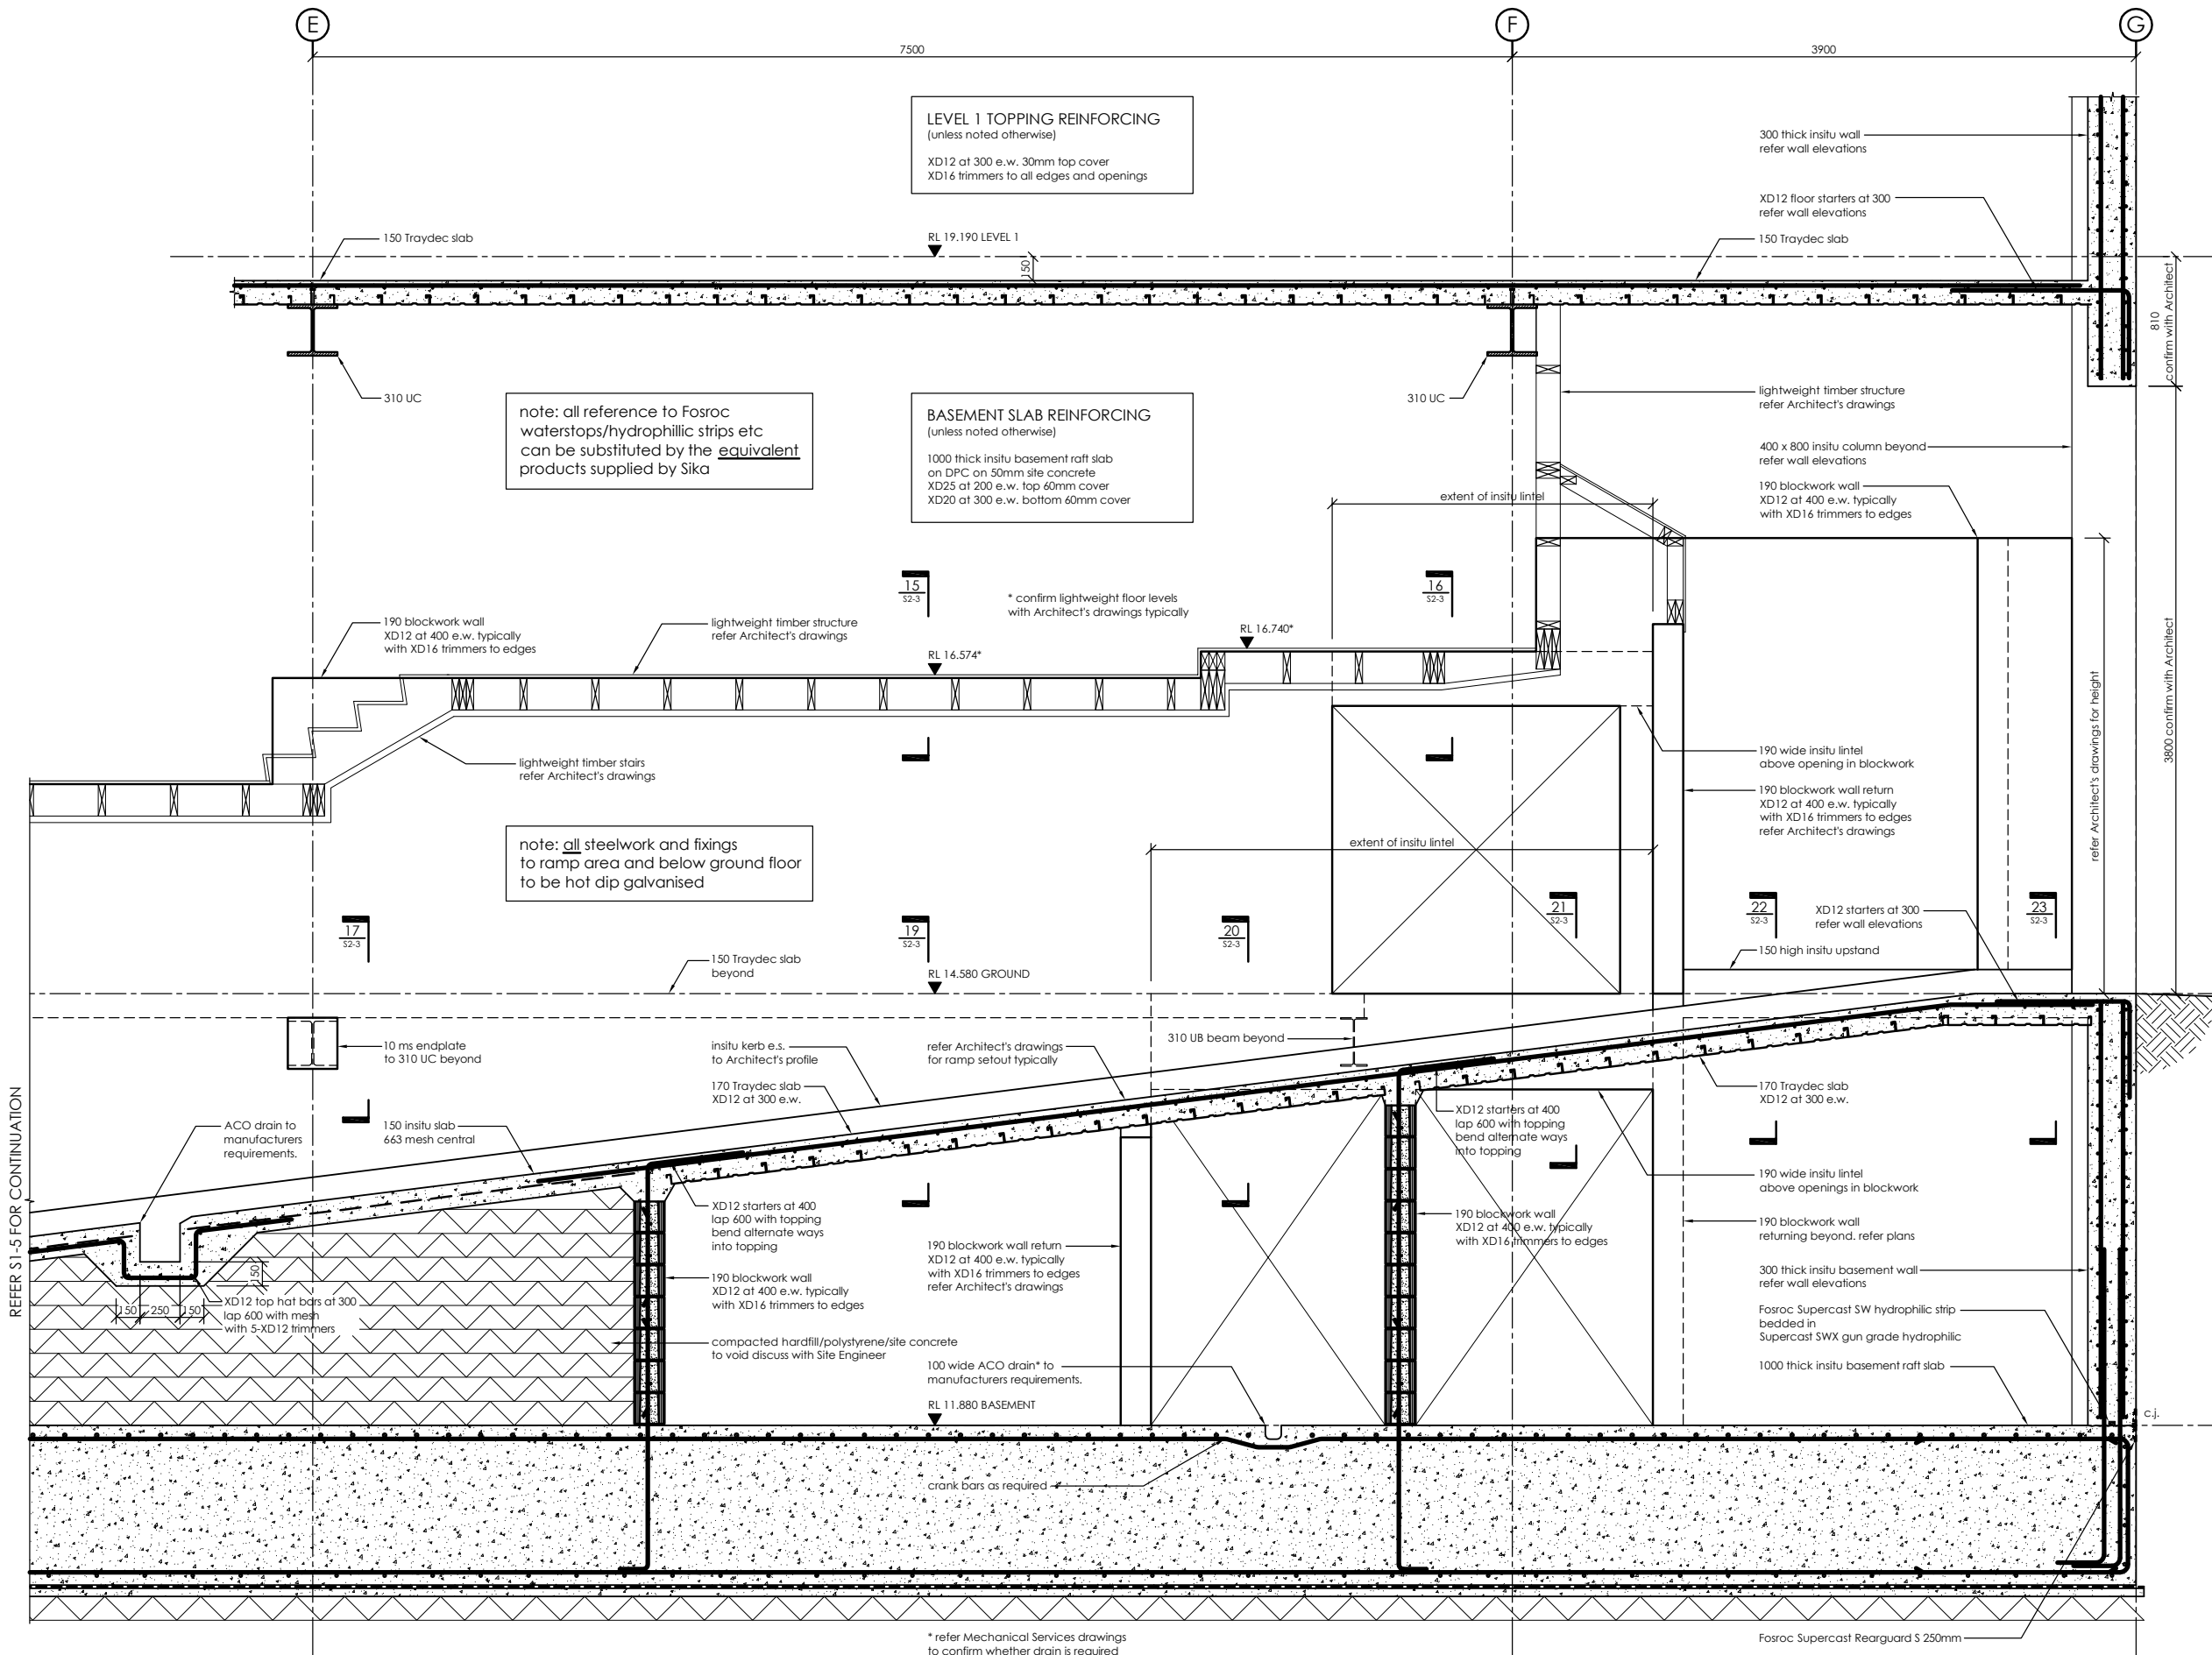 E
F
G
7500
3900
LEVEL 1 TOPPING REINFORCING
(unless noted otherwise)
XD12 at 300 e.w. 30mm top cover
XD16 trimmers to all edges and openings
300 thick insitu wall
refer wall elevations
XD12 floor starters at 300
refer wall elevations
150 Traydec slab
RL 19.190 LEVEL 1
150
150 Traydec slab
810
confirm with Architect
310 UC
310 UC
note: all reference to Fosroc
waterstops/hydrophillic strips etc
can be substituted by the equivalent
products supplied by Sika
BASEMENT SLAB REINFORCING
(unless noted otherwise)
1000 thick insitu basement raft slab
on DPC on 50mm site concrete
XD25 at 200 e.w. top 60mm cover
XD20 at 300 e.w. bottom 60mm cover
lightweight timber structure
refer Architect's drawings
400 x 800 insitu column beyond
refer wall elevations
190 blockwork wall
XD12 at 400 e.w. typically
with XD16 trimmers to edges
extent of insitu lintel
15
S2-3
16
S2-3
* confirm lightweight floor levels
with Architect's drawings typically
190 blockwork wall
XD12 at 400 e.w. typically
with XD16 trimmers to edges
lightweight timber structure
refer Architect's drawings
RL 16.574*
RL 16.740*
refer Architect's drawings for height
3800 confirm with Architect
lightweight timber stairs
refer Architect's drawings
190 wide insitu lintel
above opening in blockwork
190 blockwork wall return
XD12 at 400 e.w. typically
with XD16 trimmers to edges
refer Architect's drawings
note: all steelwork and fixings
to ramp area and below ground floor
to be hot dip galvanised
extent of insitu lintel
17
S2-3
19
S2-3
20
S2-3
21
S2-3
22
S2-3
23
S2-3
XD12 starters at 300
refer wall elevations
150 high insitu upstand
150 Traydec slab
beyond
RL 14.580 GROUND
10 ms endplate
to 310 UC beyond
insitu kerb e.s.
to Architect's profile
refer Architect's drawings
for ramp setout typically
310 UB beam beyond
170 Traydec slab
XD12 at 300 e.w.
170 Traydec slab
XD12 at 300 e.w.
REFER S1-5 FOR CONTINUATION
ACO drain to
manufacturers
requirements.
150 insitu slab
663 mesh central
XD12 starters at 400
lap 600 with topping
bend alternate ways
into topping
190 wide insitu lintel
above openings in blockwork
XD12 starters at 400
lap 600 with topping
bend alternate ways
into topping
190 blockwork wall
XD12 at 400 e.w. typically
with XD16 trimmers to edges
190 blockwork wall
returning beyond. refer plans
190 blockwork wall return
XD12 at 400 e.w. typically
with XD16 trimmers to edges
refer Architect's drawings
150
150
250
150
XD12 top hat bars at 300
lap 600 with mesh
with 5-XD12 trimmers
190 blockwork wall
XD12 at 400 e.w. typically
with XD16 trimmers to edges
300 thick insitu basement wall
refer wall elevations
Fosroc Supercast SW hydrophilic strip
bedded in
Supercast SWX gun grade hydrophilic
compacted hardfill/polystyrene/site concrete
to void discuss with Site Engineer
100 wide ACO drain* to
manufacturers requirements.
1000 thick insitu basement raft slab
RL 11.880 BASEMENT
c.j.
crank bars as required
* refer Mechanical Services drawings
to confirm whether drain is required
Fosroc Supercast Rearguard S 250mm